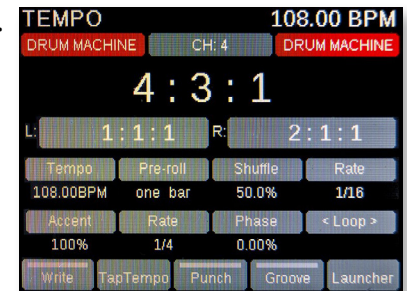 TEMPO 108.00 BPM
DRUM MACHINE CH: 4 DRUM MACHINE
4 : 3 : 1
L: 1 : 1 : 1 R: 2 : 1 : 1
Tempo Pre-roll Shuffle Rate
108.00BPM one bar 50.0% 1/16
Accent Rate Phase < Loop >
100% 1/4 0.00%
Write TapTempo Punch Groove Launcher